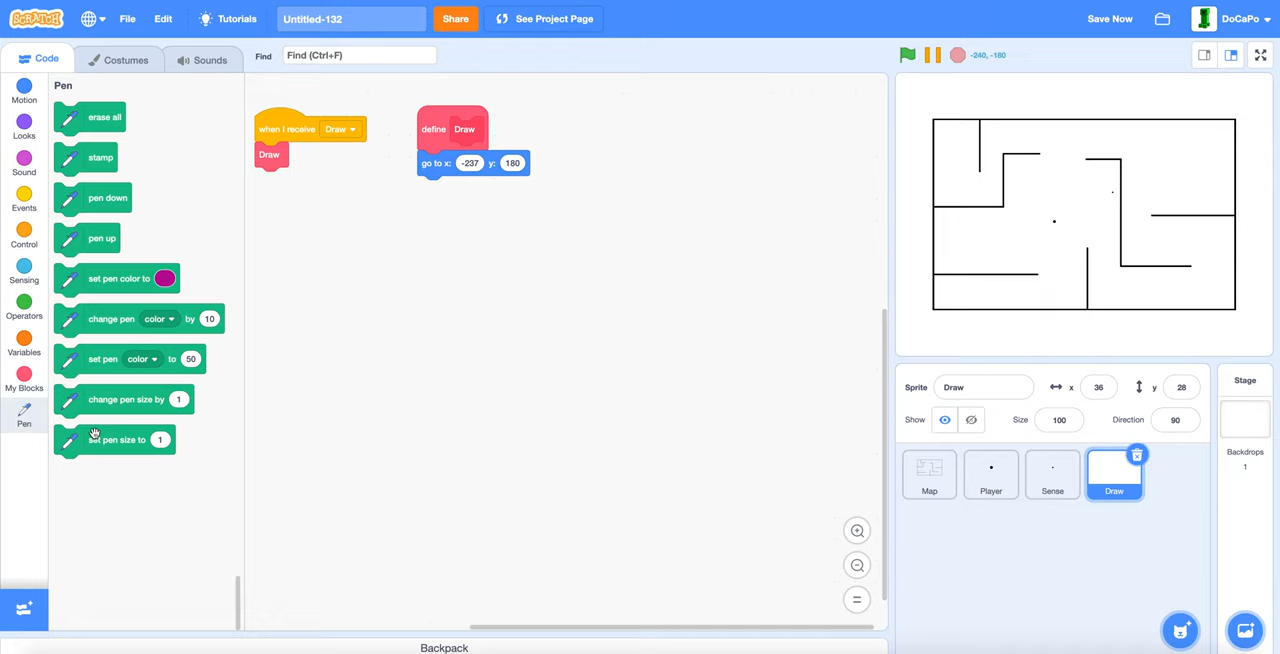 SCRATCH File Edit Tutorials Untitled-132 Share See Project Page Save Now DoCaPo
Code Costumes Sounds Find Find (Ctrl+F) -240, -180
Motion
Looks
Sound
Events
Control
Sensing
Operators
Variables
My Blocks
Pen
Pen
erase all
stamp
pen down
pen up
set pen color to
change pen color by 10
set pen color to 50
change pen size by 1
set pen size to 1
when I receive Draw
Draw
define Draw
go to x: -237 y: 180
Sprite Draw x 36 y 28
Show Size 100 Direction 90
Map Player Sense Draw
Stage
Backdrops
1
Backpack